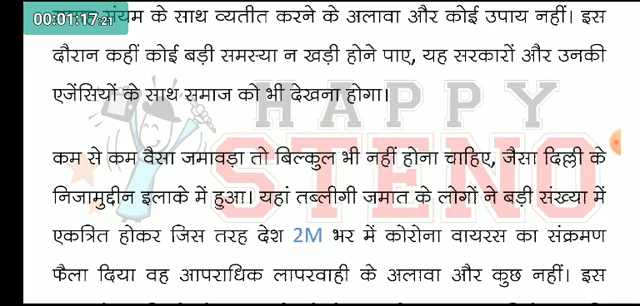 00:01:17:21
संयम के साथ व्यतीत करने के अलावा और कोई उपाय नहीं। इस
दौरान कहीं कोई बड़ी समस्या न खड़ी होने पाए, यह सरकारों और उनकी
एजेंसियों के साथ समाज को भी देखना होगा।
HAPPY
STENO
कम से कम वैसा जमावड़ा तो बिल्कुल भी नहीं होना चाहिए, जैसा दिल्ली के
निजामुद्दीन इलाके में हुआ। यहां तब्लीगी जमात के लोगों ने बड़ी संख्या में
एकत्रित होकर जिस तरह देश 2M भर में कोरोना वायरस का संक्रमण
फैला दिया वह आपराधिक लापरवाही के अलावा और कुछ नहीं। इस